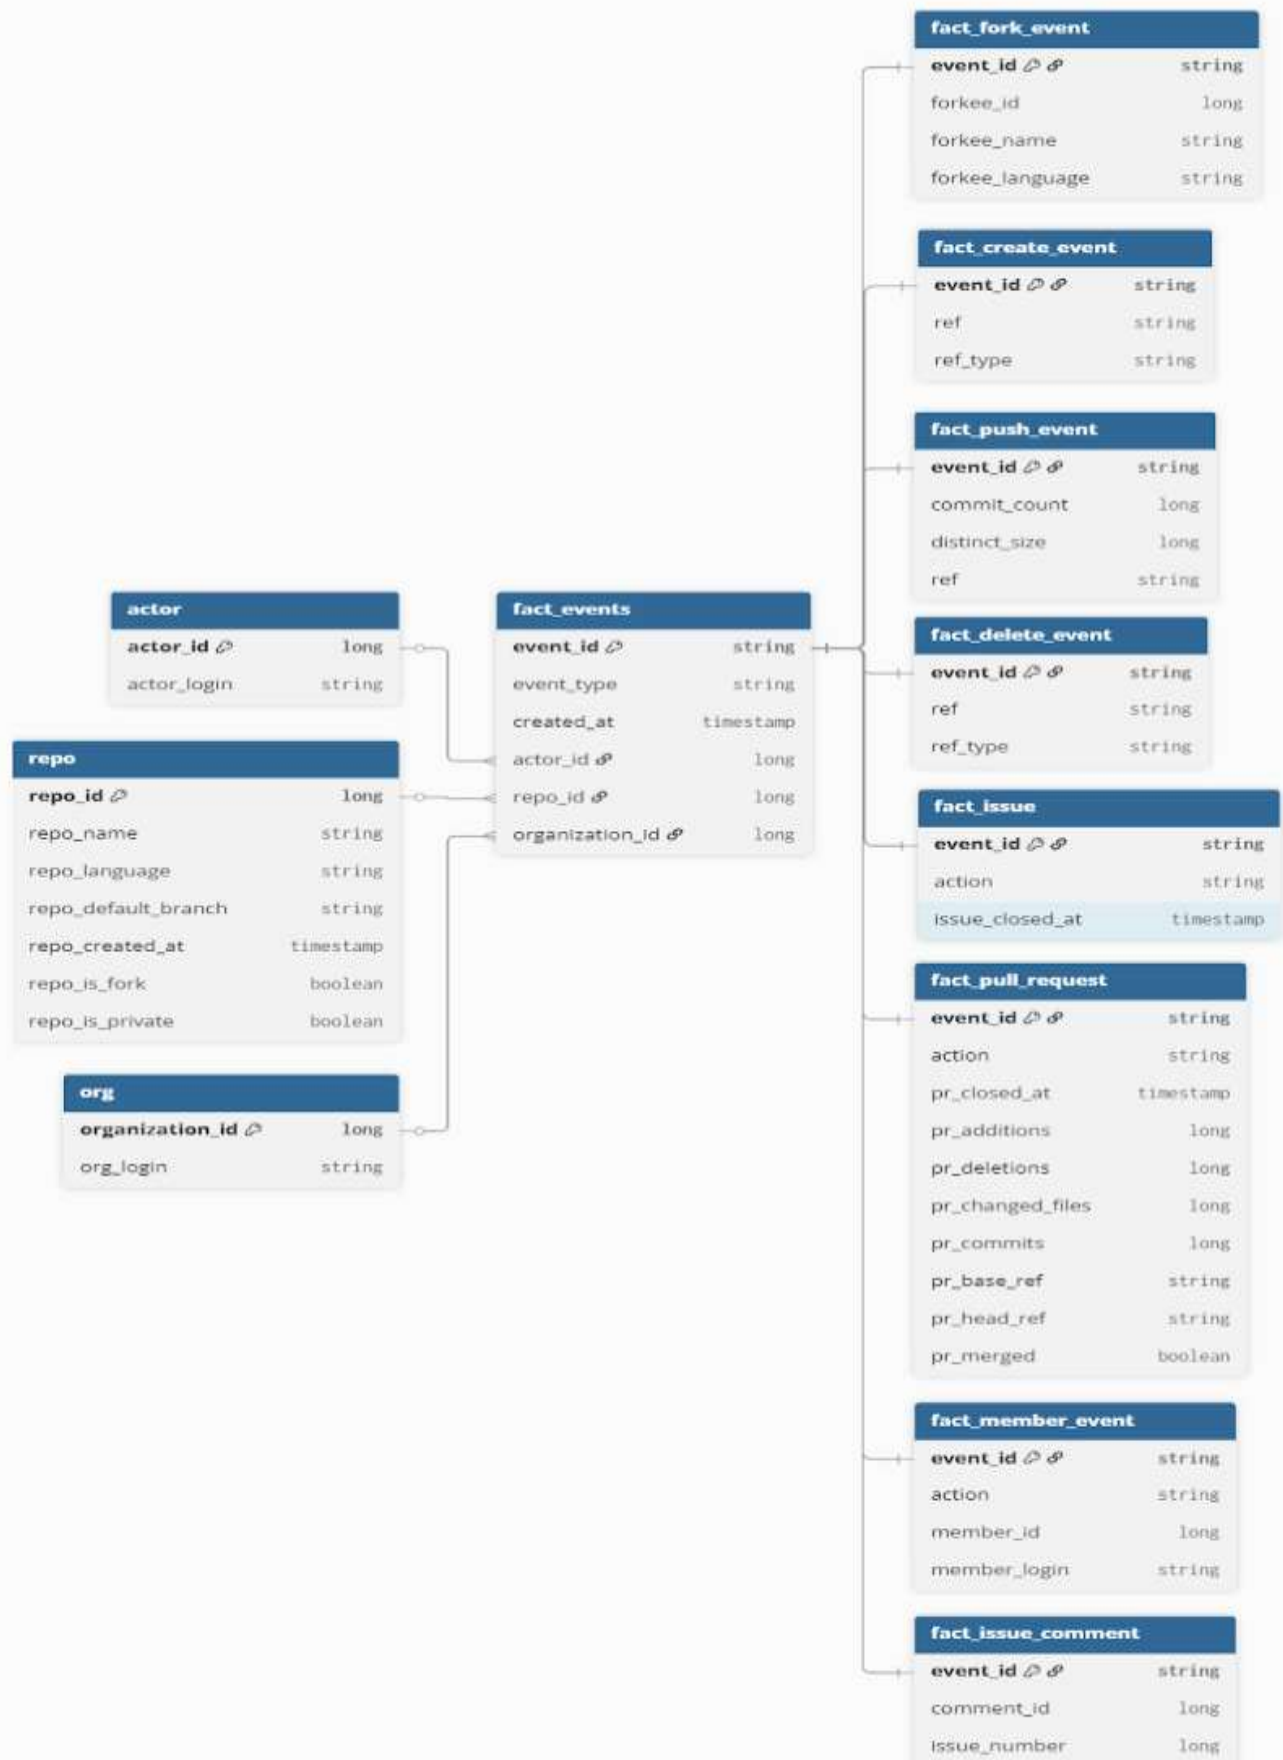 fact_fork_event
event_id string
forkee_id long
forkee_name string
forkee_language string
fact_create_event
event_id string
ref string
ref_type string
fact_push_event
event_id string
commit_count long
distinct_size long
ref string
fact_delete_event
event_id string
ref string
ref_type string
fact_issue
event_id string
action string
issue_closed_at timestamp
fact_pull_request
event_id string
action string
pr_closed_at timestamp
pr_additions long
pr_deletions long
pr_changed_files long
pr_commits long
pr_base_ref string
pr_head_ref string
pr_merged boolean
fact_member_event
event_id string
action string
member_id long
member_login string
fact_issue_comment
event_id string
comment_id long
issue_number long
fact_events
event_id string
event_type string
created_at timestamp
actor_id long
repo_id long
organization_id long
actor
actor_id long
actor_login string
repo
repo_id long
repo_name string
repo_language string
repo_default_branch string
repo_created_at timestamp
repo_is_fork boolean
repo_is_private boolean
org
organization_id long
org_login string